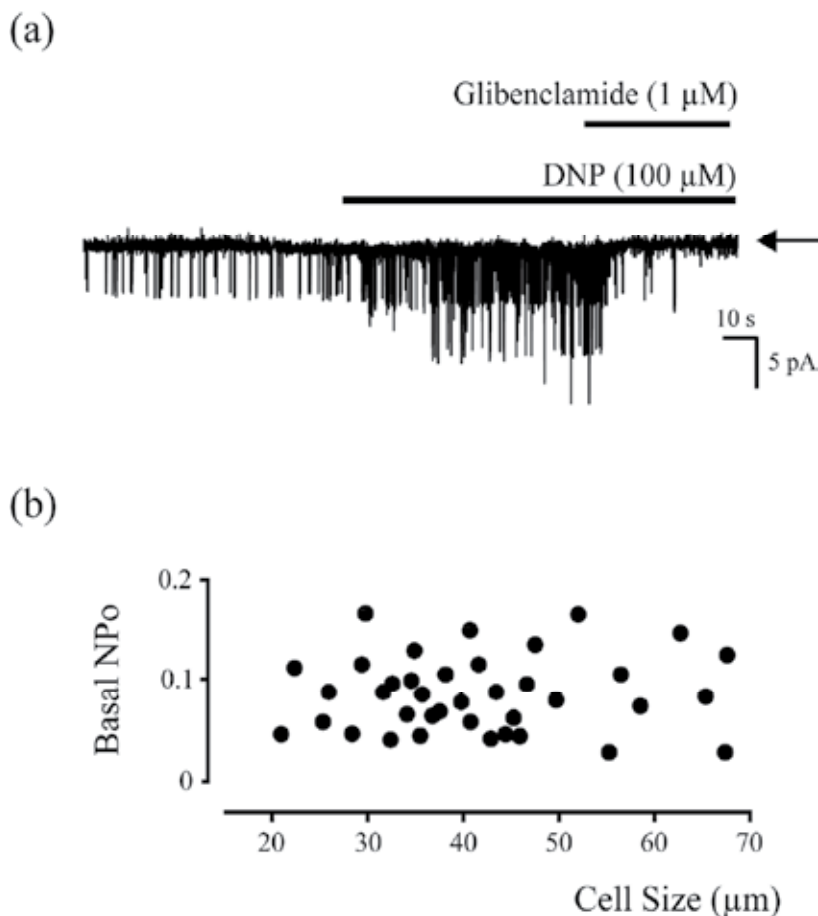 (a)
Glibenclamide (1 µM)
DNP (100 µM)
10 s
5 pA
(b)
Basal NPo
0.2
0.1
0
20 30 40 50 60 70
Cell Size (µm)